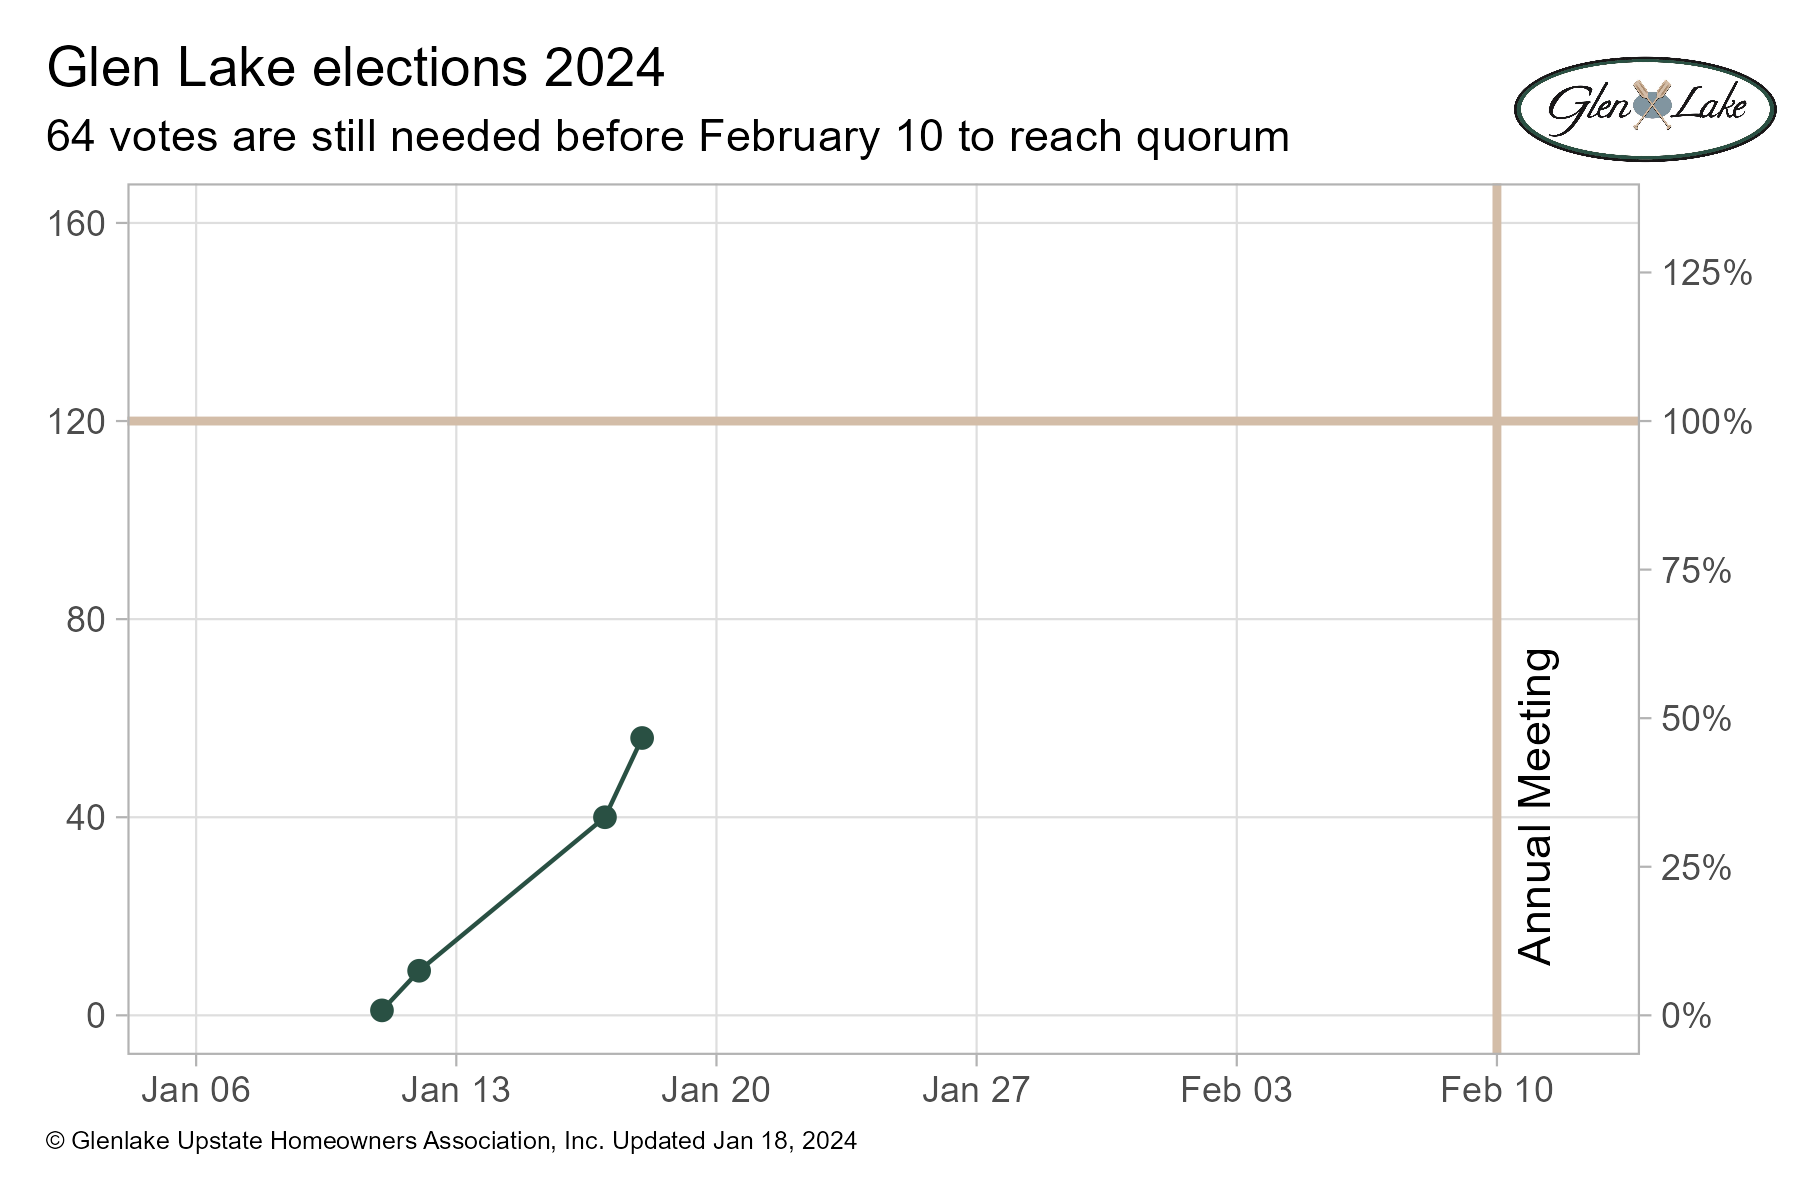 Glen Lake elections 2024
64 votes are still needed before February 10 to reach quorum
Glen Lake
160
120
80
40
0
125%
100%
75%
50%
25%
0%
Annual Meeting
Jan 06
Jan 13
Jan 20
Jan 27
Feb 03
Feb 10
© Glenlake Upstate Homeowners Association, Inc. Updated Jan 18, 2024